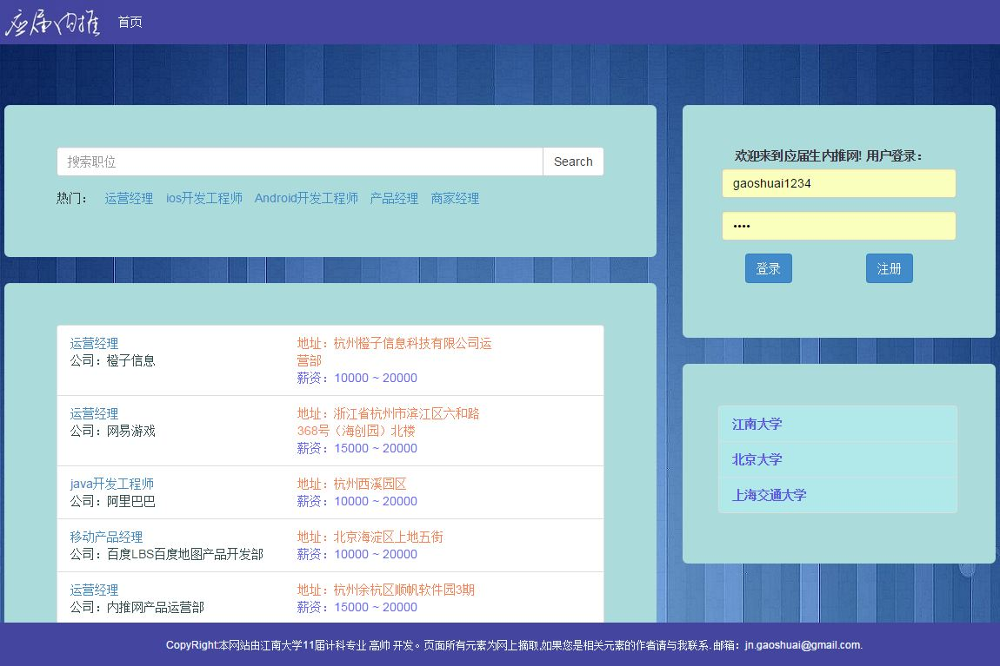 应届内推 首页
搜索职位 Search
热门： 运营经理 ios开发工程师 Android开发工程师 产品经理 商家经理
欢迎来到应届生内推网! 用户登录：
gaoshuai1234
••••
登录 注册
运营经理
公司：橙子信息
地址：杭州橙子信息科技有限公司运
营部
薪资：10000 ~ 20000
运营经理
公司：网易游戏
地址：浙江省杭州市滨江区六和路
368号（海创园）北楼
薪资：15000 ~ 20000
java开发工程师
公司：阿里巴巴
地址：杭州西溪园区
薪资：10000 ~ 20000
移动产品经理
公司：百度LBS百度地图产品开发部
地址：北京海淀区上地五街
薪资：10000 ~ 20000
运营经理
公司：内推网产品运营部
地址：杭州余杭区顺帆软件园3期
薪资：15000 ~ 20000
江南大学
北京大学
上海交通大学
CopyRight:本网站由江南大学11届计科专业 高帅 开发。页面所有元素为网上摘取,如果您是相关元素的作者请与我联系. 邮箱：jn.gaoshuai@gmail.com.